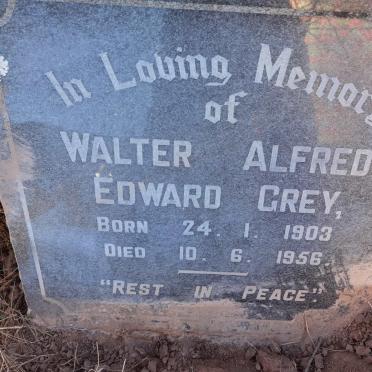 In Loving Memory
of
WALTER ALFRED
EDWARD GREY,
BORN 24. 1. 1903
DIED 10. 6. 1956.
"REST IN PEACE."